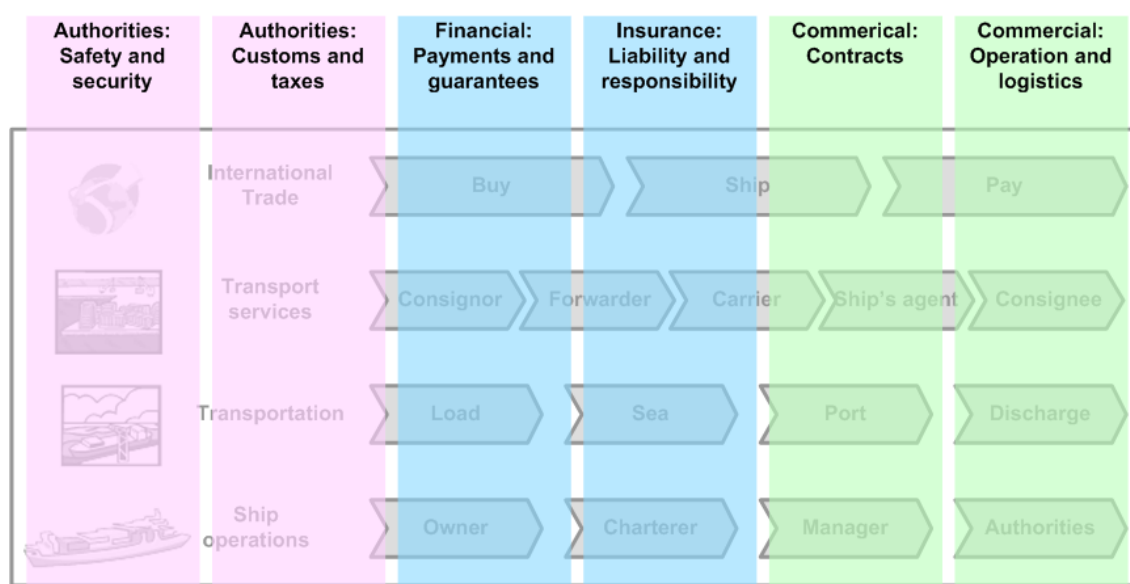 Authorities:
Safety and
security
Authorities:
Customs and
taxes
Financial:
Payments and
guarantees
Insurance:
Liability and
responsibility
Commerical:
Contracts
Commercial:
Operation and
logistics
International
Trade
Buy
Ship
Pay
Transport
services
Consignor
Forwarder
Carrier
Ship's agent
Consignee
Transportation
Load
Sea
Port
Discharge
Ship
operations
Owner
Charterer
Manager
Authorities